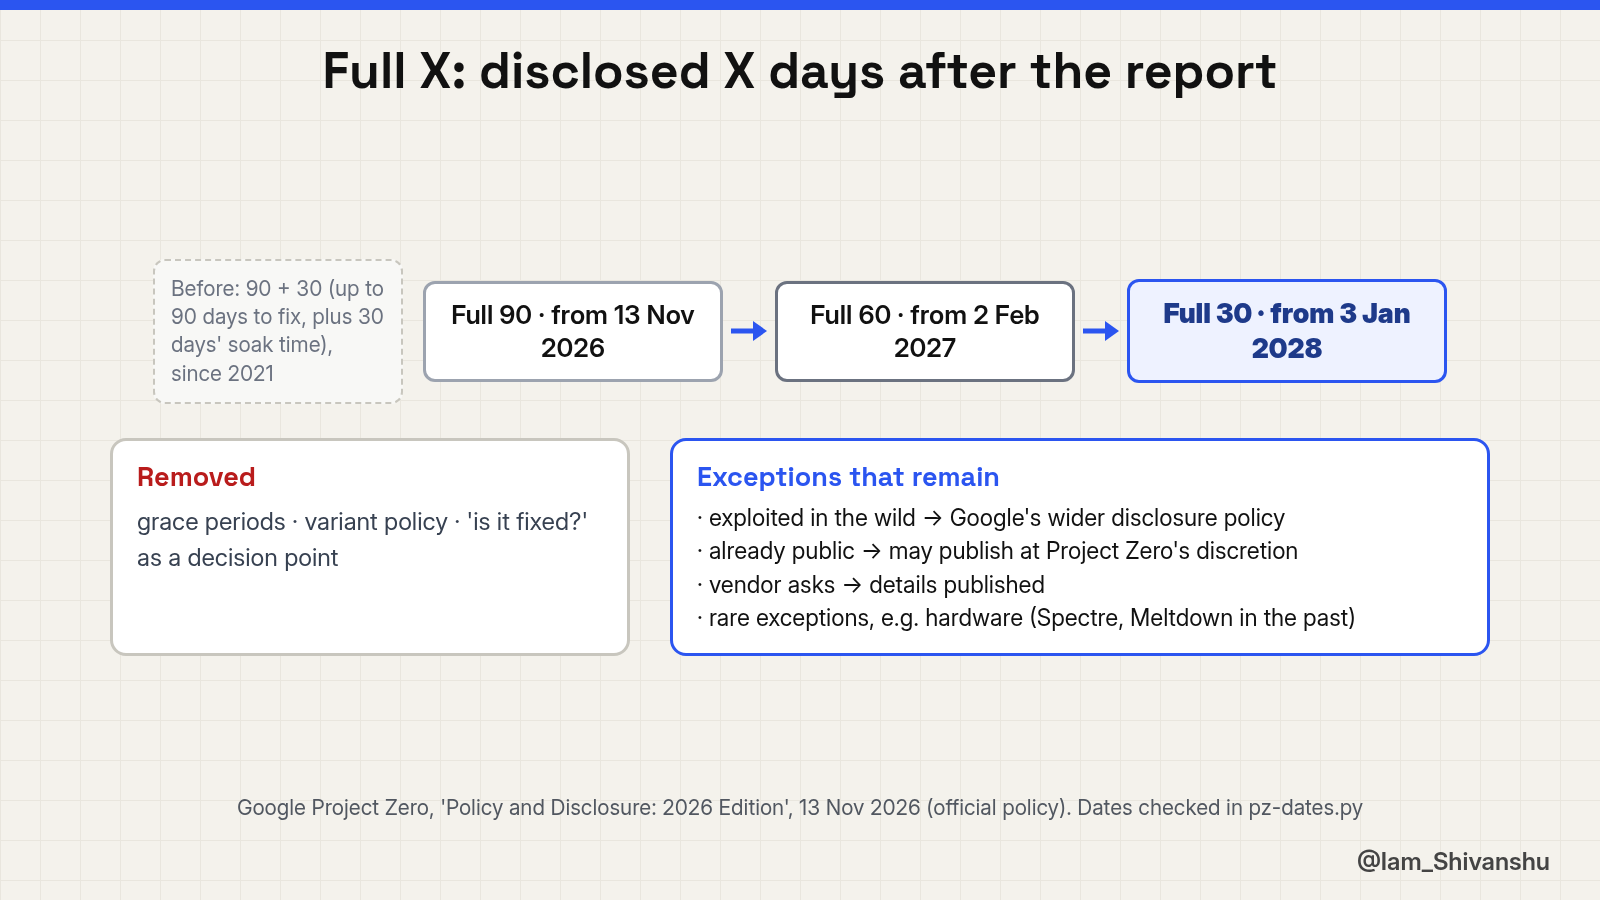 Full X: disclosed X days after the report
Before: 90 + 30 (up to
90 days to fix, plus 30
days' soak time),
since 2021
Full 90 · from 13 Nov
2026
Full 60 · from 2 Feb
2027
Full 30 · from 3 Jan
2028
Removed
grace periods · variant policy · 'is it fixed?'
as a decision point
Exceptions that remain
· exploited in the wild → Google's wider disclosure policy
· already public → may publish at Project Zero's discretion
· vendor asks → details published
· rare exceptions, e.g. hardware (Spectre, Meltdown in the past)
Google Project Zero, 'Policy and Disclosure: 2026 Edition', 13 Nov 2026 (official policy). Dates checked in pz-dates.py
@Iam_Shivanshu